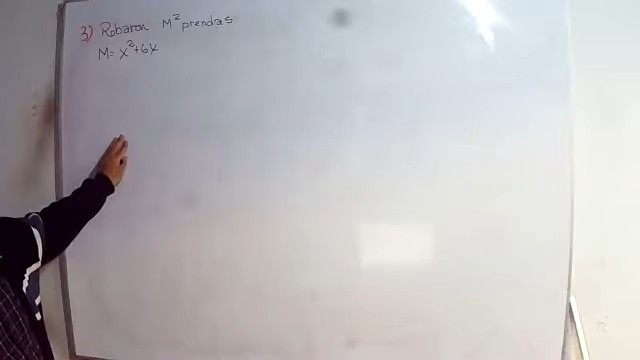 3) Robaron M² prendas
M= x²+6x